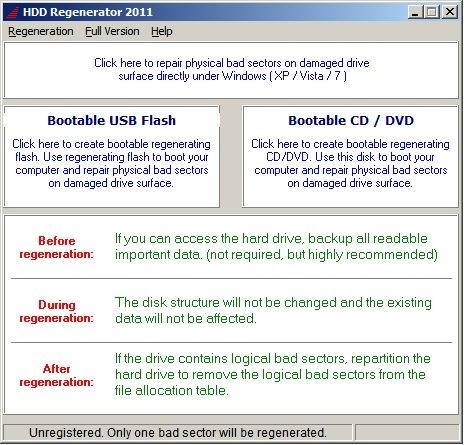 HDD Regenerator 2011
Regeneration Full Version Help
Click here to repair physical bad sectors on damaged drive
surface directly under Windows ( XP / Vista / 7 )
Bootable USB Flash
Click here to create bootable regenerating
flash. Use regenerating flash to boot your
computer and repair physical bad sectors
on damaged drive surface.
Bootable CD / DVD
Click here to create bootable regenerating
CD/DVD. Use this disk to boot your
computer and repair physical bad sectors
on damaged drive surface.
Before
regeneration:
If you can access the hard drive, backup all readable
important data. (not required, but highly recommended)
During
regeneration:
The disk structure will not be changed and the existing
data will not be affected.
After
regeneration:
If the drive contains logical bad sectors, repartition the
hard drive to remove the logical bad sectors from the
file allocation table.
Unregistered. Only one bad sector will be regenerated.